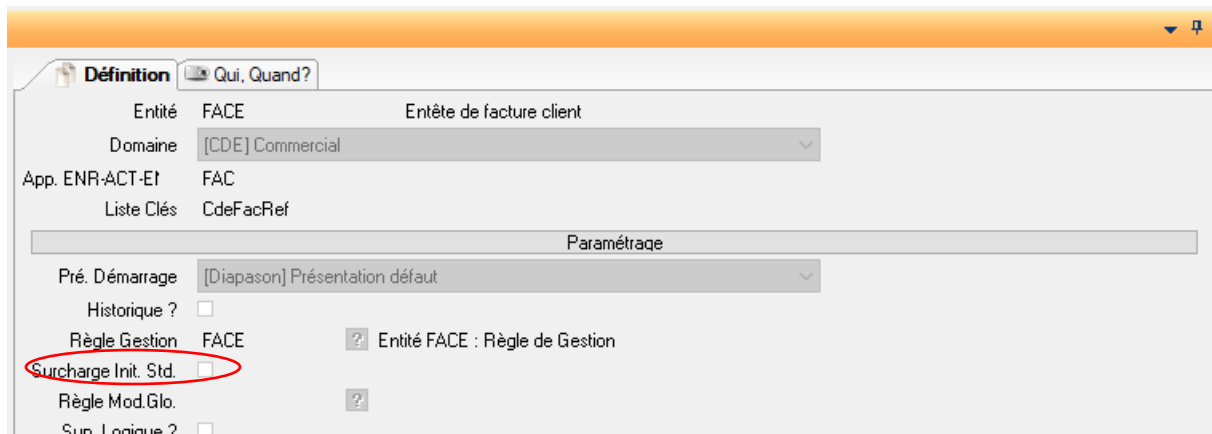 Définition Qui, Quand?
Entité FACE Entête de facture client
Domaine [CDE] Commercial
App. ENR-ACT-EI FAC
Liste Clés CdeFacRef
Paramétrage
Pré. Démarrage [Diapason] Présentation défaut
Historique ?
Règle Gestion FACE ? Entité FACE : Règle de Gestion
Surcharge Init. Std.
Règle Mod.Glo. ?
Sup. Logique ?